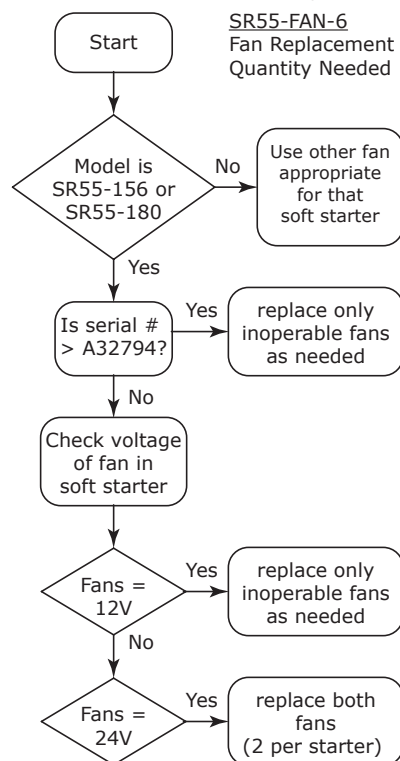 Start
SR55-FAN-6
Fan Replacement
Quantity Needed
Model is
SR55-156 or
SR55-180
No
Use other fan
appropriate
for that
soft starter
Yes
Is serial #
> A32794?
Yes
replace only
inoperable fans
as needed
No
Check voltage
of fan in
soft starter
Fans =
12V
Yes
replace only
inoperable fans
as needed
No
Fans =
24V
Yes
replace both
fans
(2 per starter)